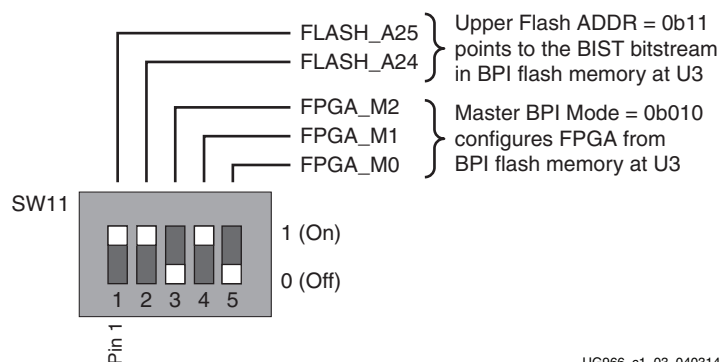 FLASH_A25
FLASH_A24
Upper Flash ADDR = 0b11
points to the BIST bitstream
in BPI flash memory at U3
FPGA_M2
FPGA_M1
FPGA_M0
Master BPI Mode = 0b010
configures FPGA from
BPI flash memory at U3
SW11
1 (On)
0 (Off)
1 2 3 4 5
Pin 1
UG966_c1_03_040314